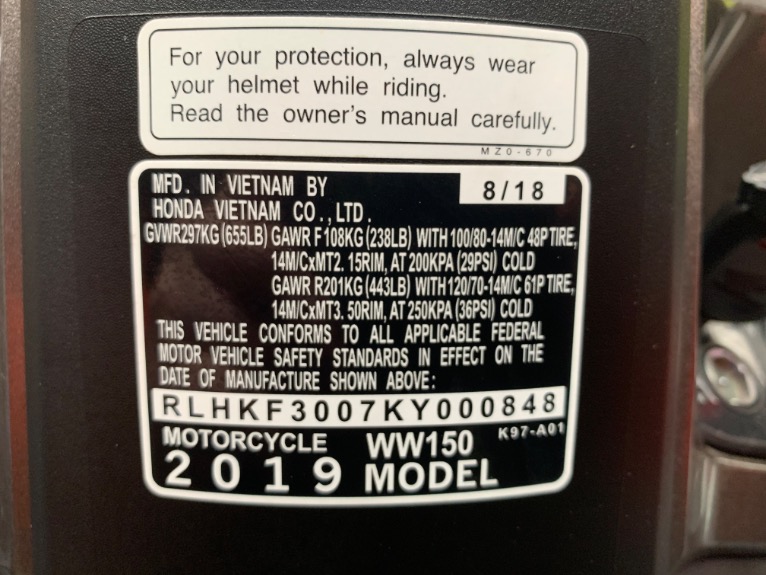 For your protection, always wear
your helmet while riding.
Read the owner's manual carefully.
MZ0-670
MFD. IN VIETNAM BY 8/18
HONDA VIETNAM CO.,LTD.
GVWR297KG (655LB) GAWR F108KG (238LB) WITH 100/80-14M/C 48P TIRE,
14M/CxMT2.15RIM, AT 200KPA (29PSI) COLD
GAWR R201KG (443LB) WITH 120/70-14M/C 61P TIRE,
14M/CxMT3.50RIM, AT 250KPA (36PSI) COLD
THIS VEHICLE CONFORMS TO ALL APPLICABLE FEDERAL
MOTOR VEHICLE SAFETY STANDARDS IN EFFECT ON THE
DATE OF MANUFACTURE SHOWN ABOVE:
RLHKF3007KY000848
MOTORCYCLE WW150 K97-A01
2019 MODEL